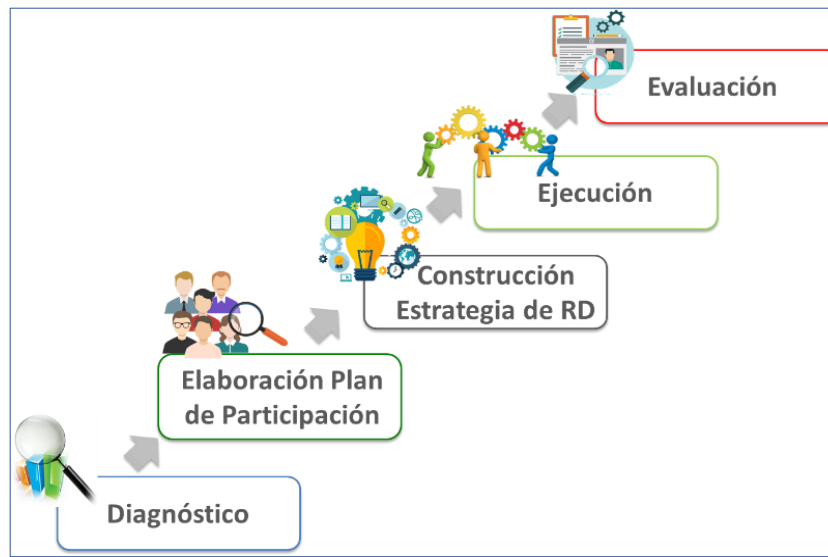 Evaluación
Ejecución
Construcción
Estrategia de RD
Elaboración Plan
de Participación
Diagnóstico